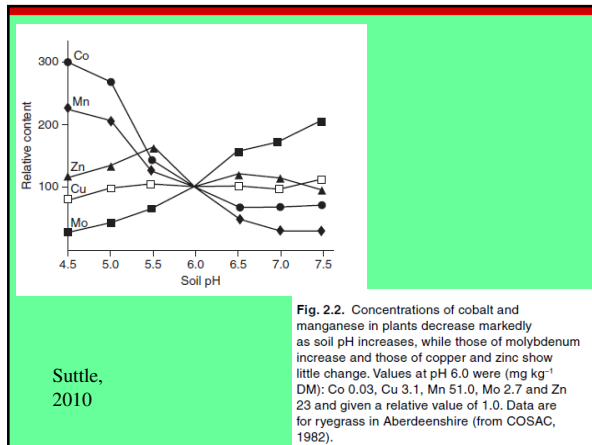 Co
300
Mn
200
Relative content
Zn
100
Cu
Mo
4.5 5.0 5.5 6.0 6.5 7.0 7.5
Soil pH
Fig. 2.2. Concentrations of cobalt and
manganese in plants decrease markedly
as soil pH increases, while those of molybdenum
increase and those of copper and zinc show
little change. Values at pH 6.0 were (mg kg⁻¹
DM): Co 0.03, Cu 3.1, Mn 51.0, Mo 2.7 and Zn
23 and given a relative value of 1.0. Data are
for ryegrass in Aberdeenshire (from COSAC,
1982).
Suttle,
2010